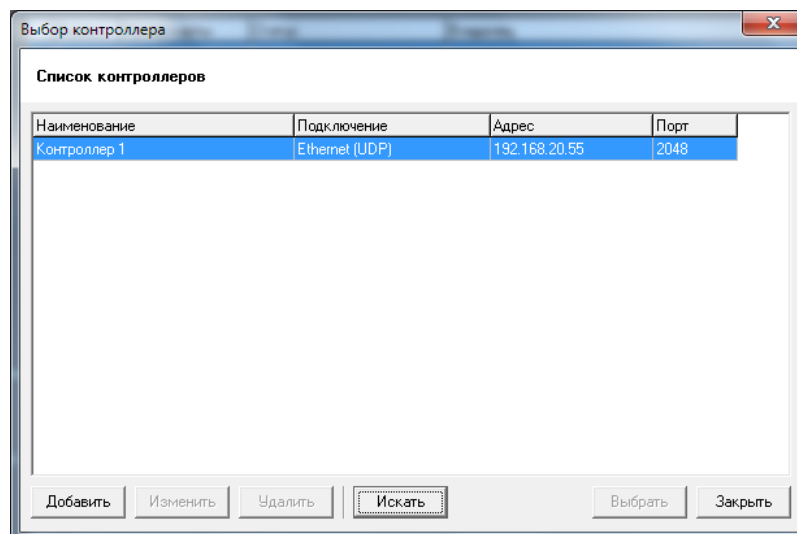 Выбор контроллера
Список контроллеров
Наименование Подключение Адрес Порт
Контроллер 1 Ethernet (UDP) 192.168.20.55 2048
Добавить Изменить Удалить Искать Выбрать Закрыть